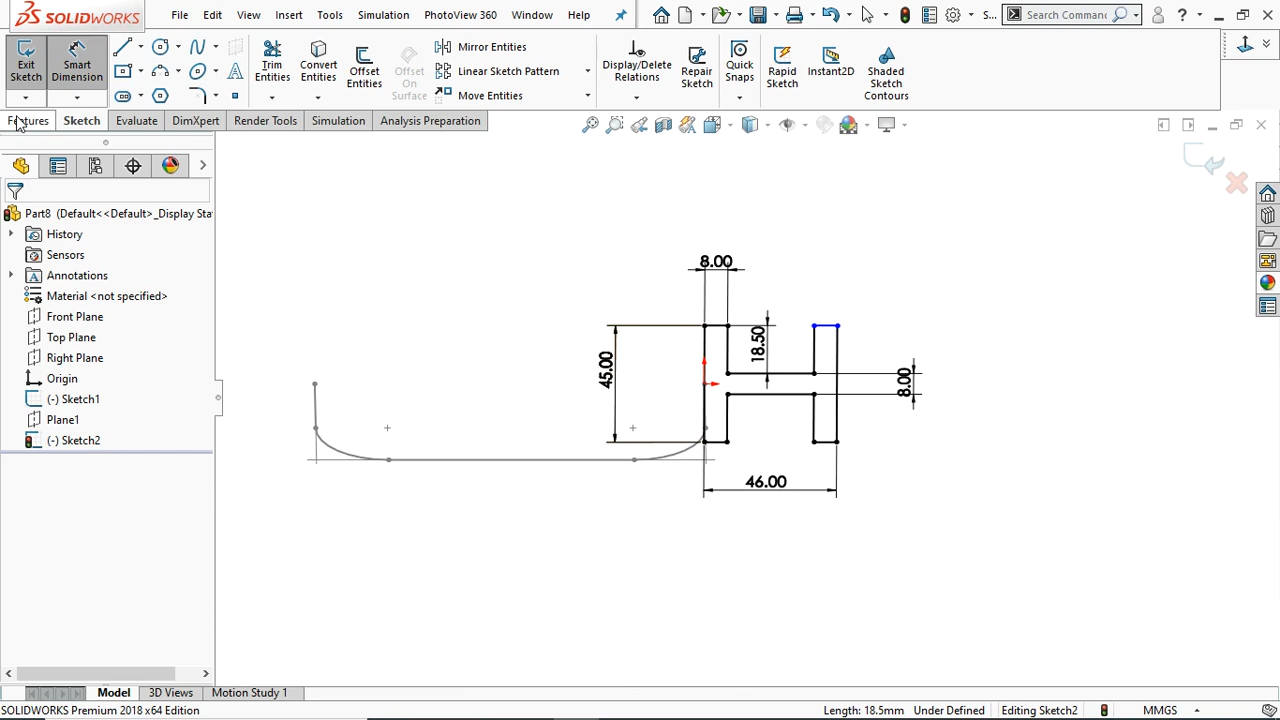 SOLIDWORKS
File Edit View Insert Tools Simulation PhotoView 360 Window Help
S...
Search Comman
?
Exit Sketch
Smart Dimension
Trim Entities
Convert Entities
Offset Entities
Offset On Surface
Mirror Entities
Linear Sketch Pattern
Move Entities
Display/Delete Relations
Repair Sketch
Quick Snaps
Rapid Sketch
Instant2D
Shaded Sketch Contours
Features Sketch Evaluate DimXpert Render Tools Simulation Analysis Preparation
Part8 (Default<<Default>_Display Sta
History
Sensors
Annotations
Material <not specified>
Front Plane
Top Plane
Right Plane
Origin
(-) Sketch1
Plane1
(-) Sketch2
8.00
18.50
45.00
8.00
46.00
Model 3D Views Motion Study 1
SOLIDWORKS Premium 2018 x64 Edition
Length: 18.5mm Under Defined Editing Sketch2 MMGS